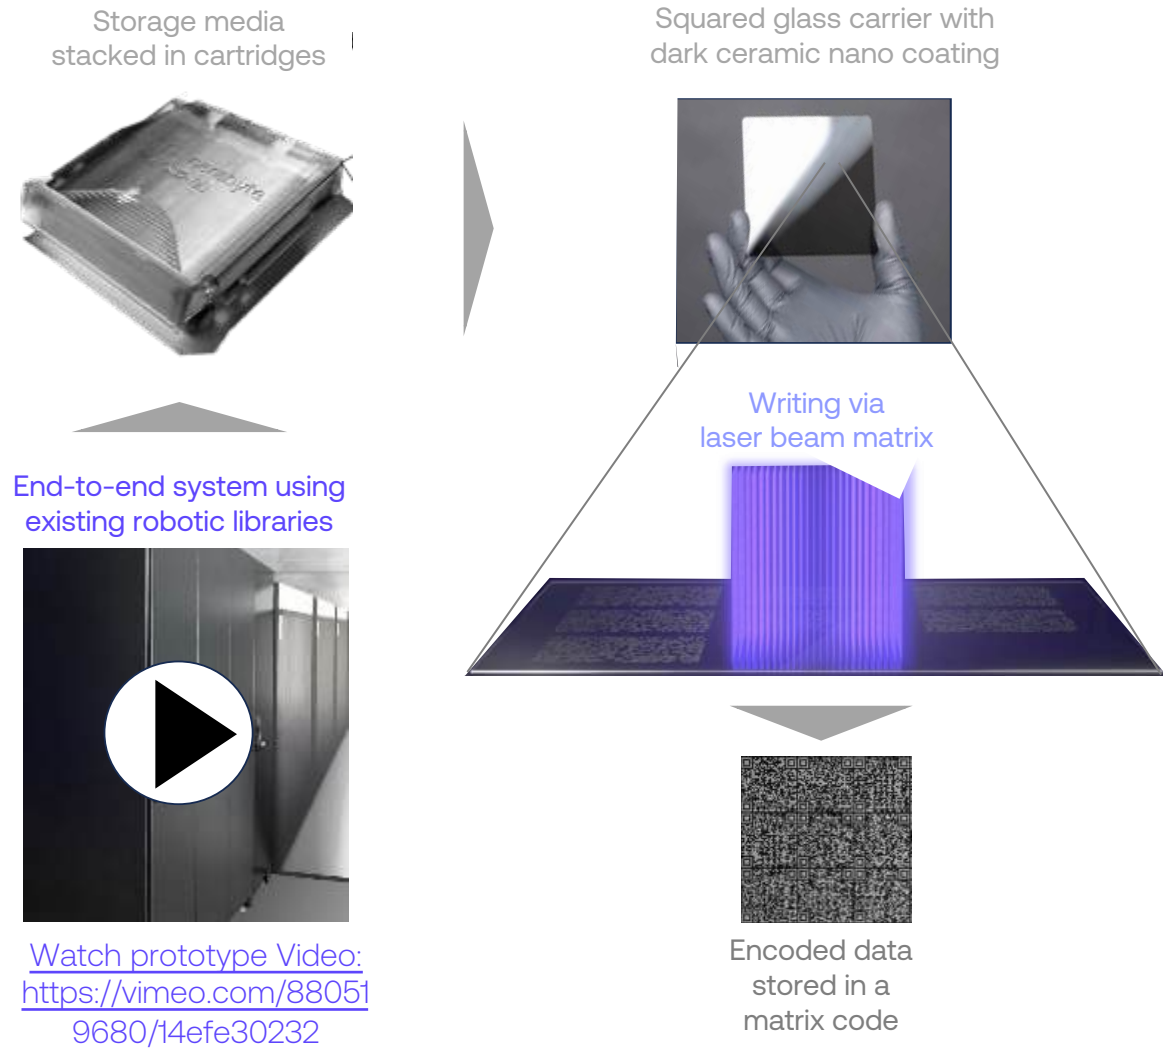 Storage media
stacked in cartridges
Squared glass carrier with
dark ceramic nano coating
Writing via
laser beam matrix
End-to-end system using
existing robotic libraries
Watch prototype Video:
https://vimeo.com/88051
9680/14efe30232
Encoded data
stored in a
matrix code